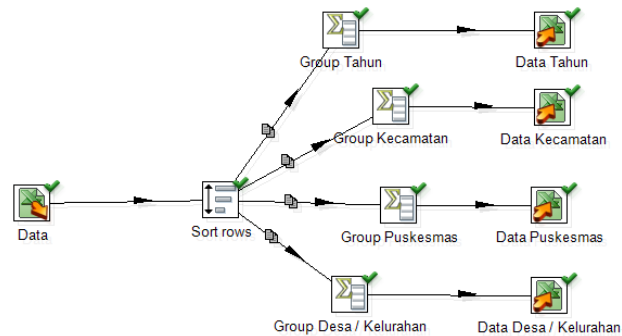 Group Tahun
Data Tahun
Group Kecamatan
Data Kecamatan
Data
Sort rows
Group Puskesmas
Data Puskesmas
Group Desa / Kelurahan
Data Desa / Kelurahan